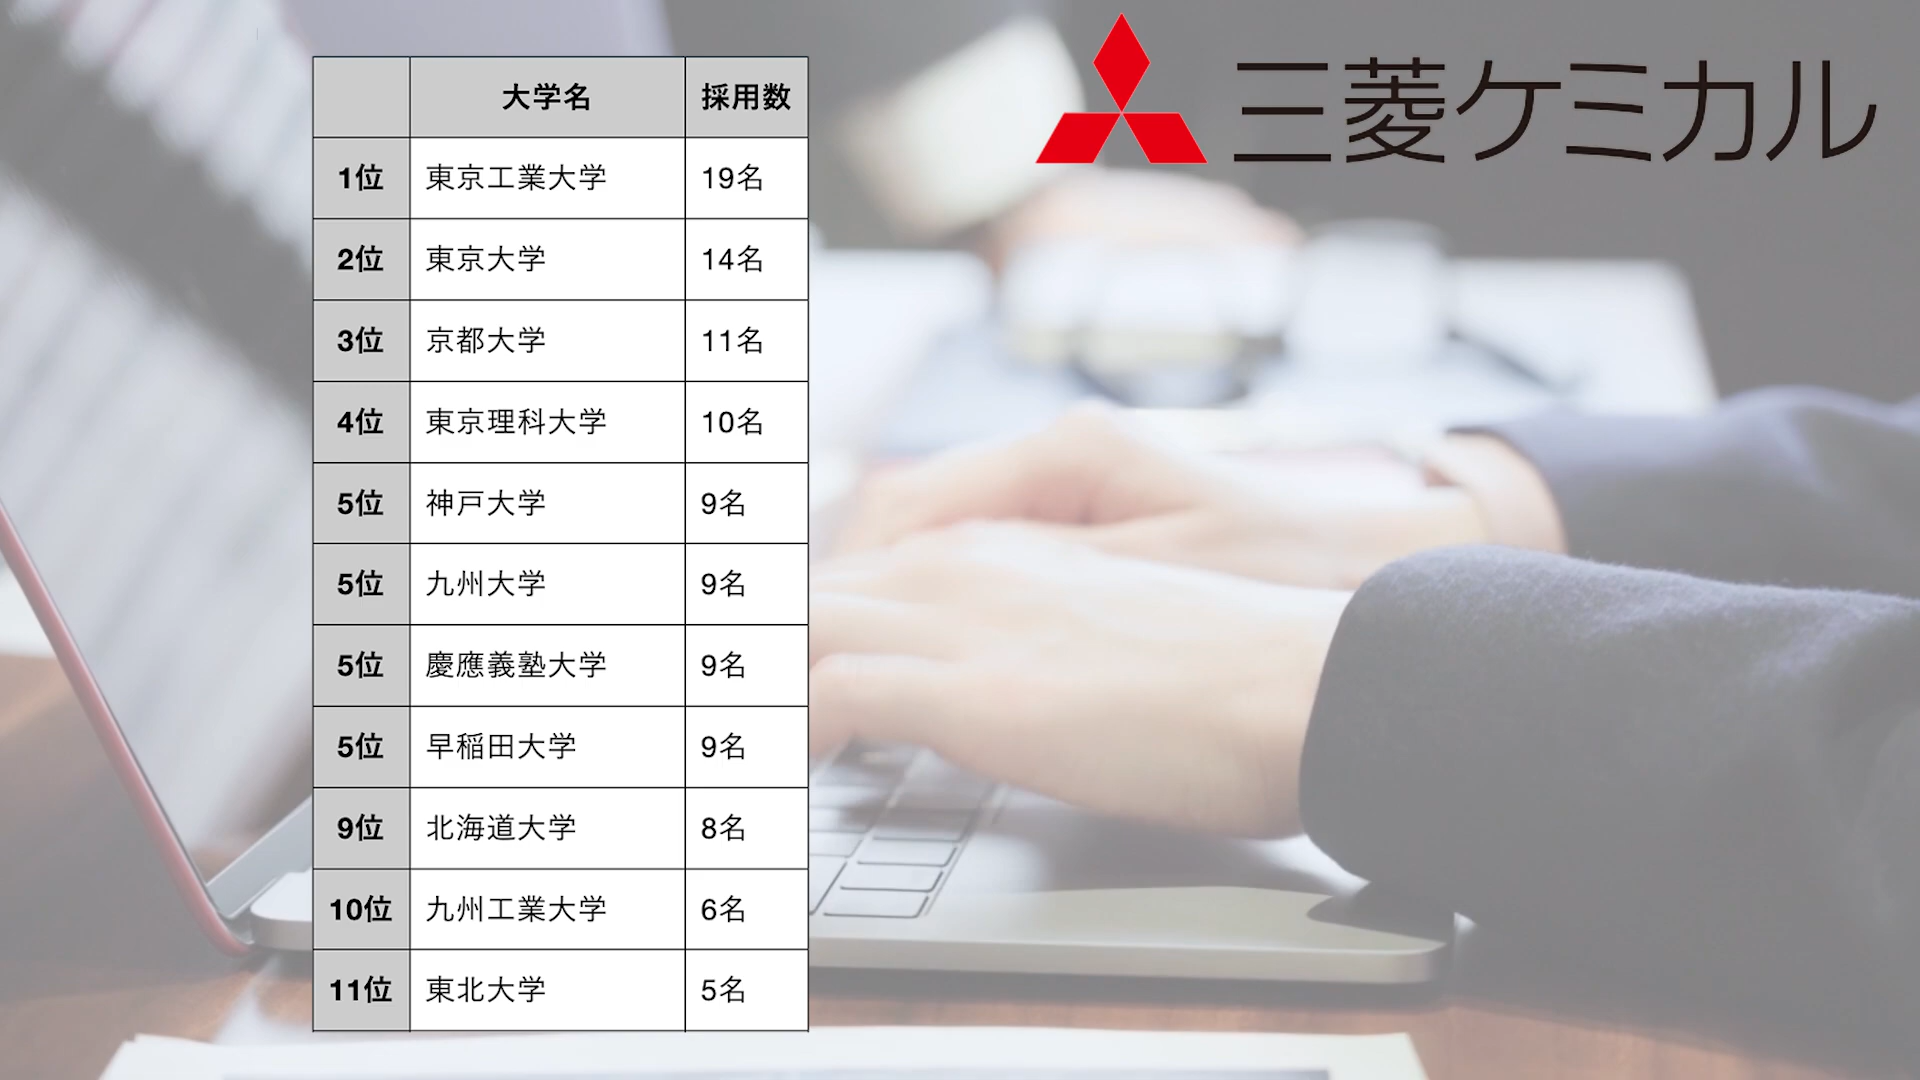 三菱ケミカル
大学名 採用数
1位 東京工業大学 19名
2位 東京大学 14名
3位 京都大学 11名
4位 東京理科大学 10名
5位 神戸大学 9名
5位 九州大学 9名
5位 慶應義塾大学 9名
5位 早稲田大学 9名
9位 北海道大学 8名
10位 九州工業大学 6名
11位 東北大学 5名